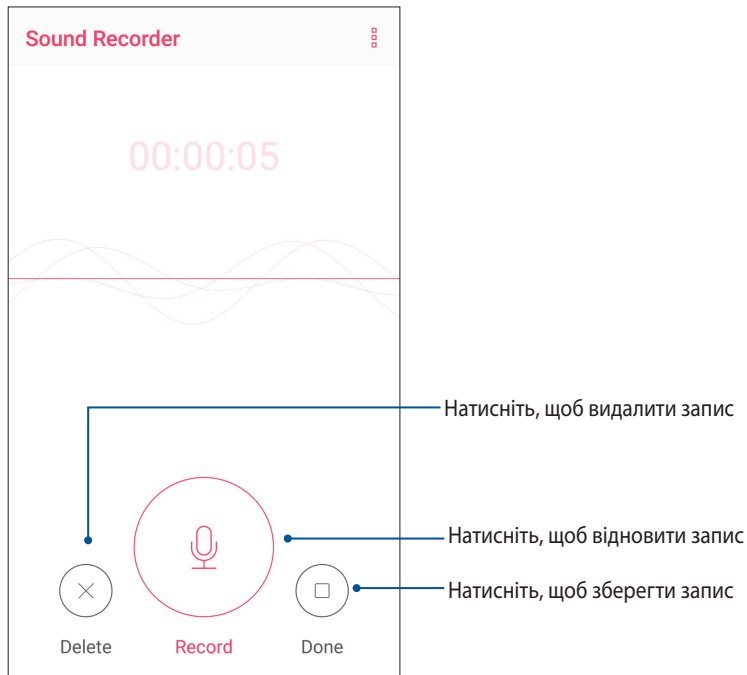 Sound Recorder
00:00:05
Натисніть, щоб видалити запис
Натисніть, щоб відновити запис
Натисніть, щоб зберегти запис
Delete
Record
Done